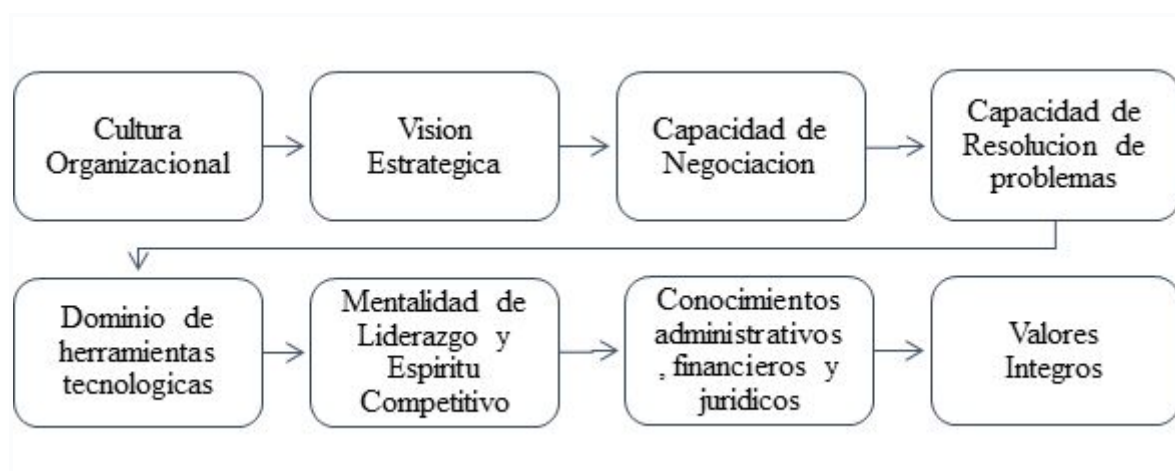 Cultura
Organizacional
Vision
Estrategica
Capacidad de
Negociacion
Capacidad de
Resolucion de
problemas
Dominio de
herramientas
tecnologicas
Mentalidad de
Liderazgo y
Espiritu
Competitivo
Conocimientos
administrativos
, financieros y
juridicos
Valores
Integros